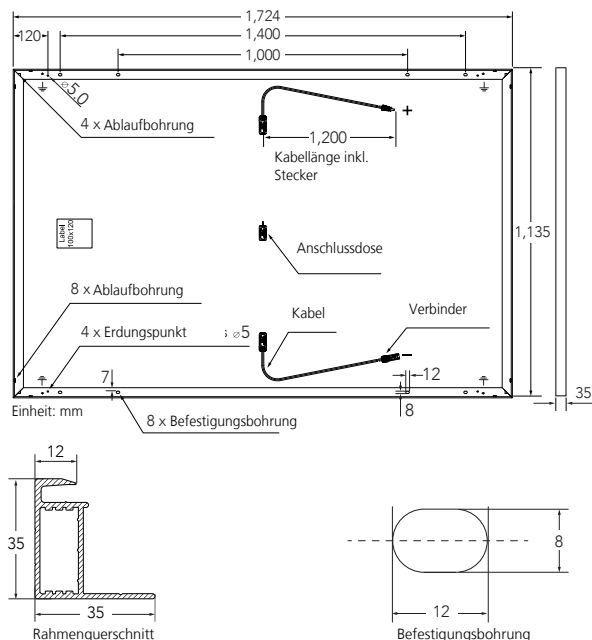 1,724
120
1,400
1,000
⌀5,0
4 x Ablaufbohrung
+
1,200
Kabellänge inkl.
Stecker
Label
100x120
1,135
Anschlussdose
8 x Ablaufbohrung
Kabel
Verbinder
4 x Erdungspunkt
⌀5
−
7
12
Einheit: mm
8 x Befestigungsbohrung
8
35
12
35
35
Rahmenquerschnitt
8
12
Befestigungsbohrung